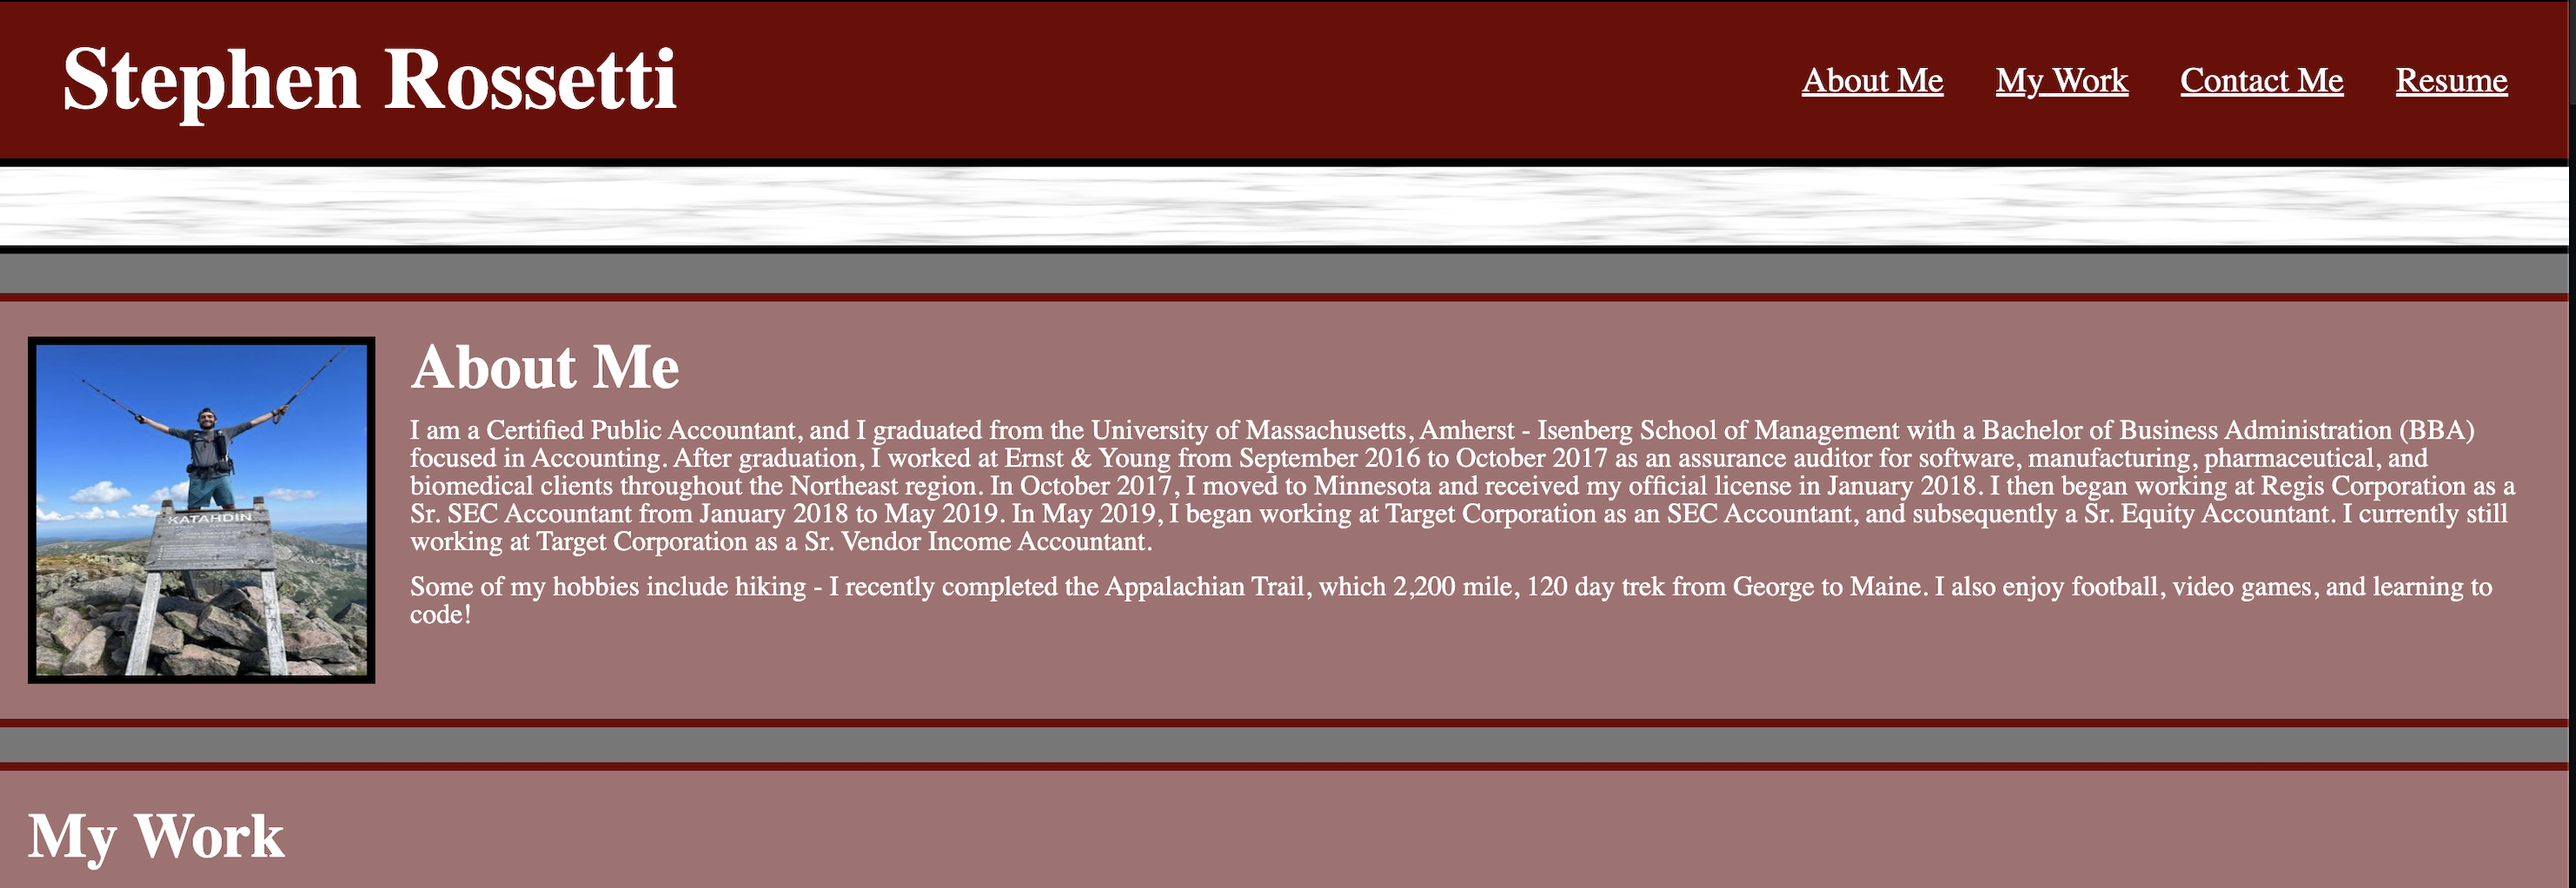 Stephen Rossetti
About Me
My Work
Contact Me
Resume
About Me
I am a Certified Public Accountant, and I graduated from the University of Massachusetts, Amherst - Isenberg School of Management with a Bachelor of Business Administration (BBA)
focused in Accounting. After graduation, I worked at Ernst & Young from September 2016 to October 2017 as an assurance auditor for software, manufacturing, pharmaceutical, and
biomedical clients throughout the Northeast region. In October 2017, I moved to Minnesota and received my official license in January 2018. I then began working at Regis Corporation as a
Sr. SEC Accountant from January 2018 to May 2019. In May 2019, I began working at Target Corporation as an SEC Accountant, and subsequently a Sr. Equity Accountant. I currently still
working at Target Corporation as a Sr. Vendor Income Accountant.
Some of my hobbies include hiking - I recently completed the Appalachian Trail, which 2,200 mile, 120 day trek from George to Maine. I also enjoy football, video games, and learning to
code!
KATAHDIN
My Work